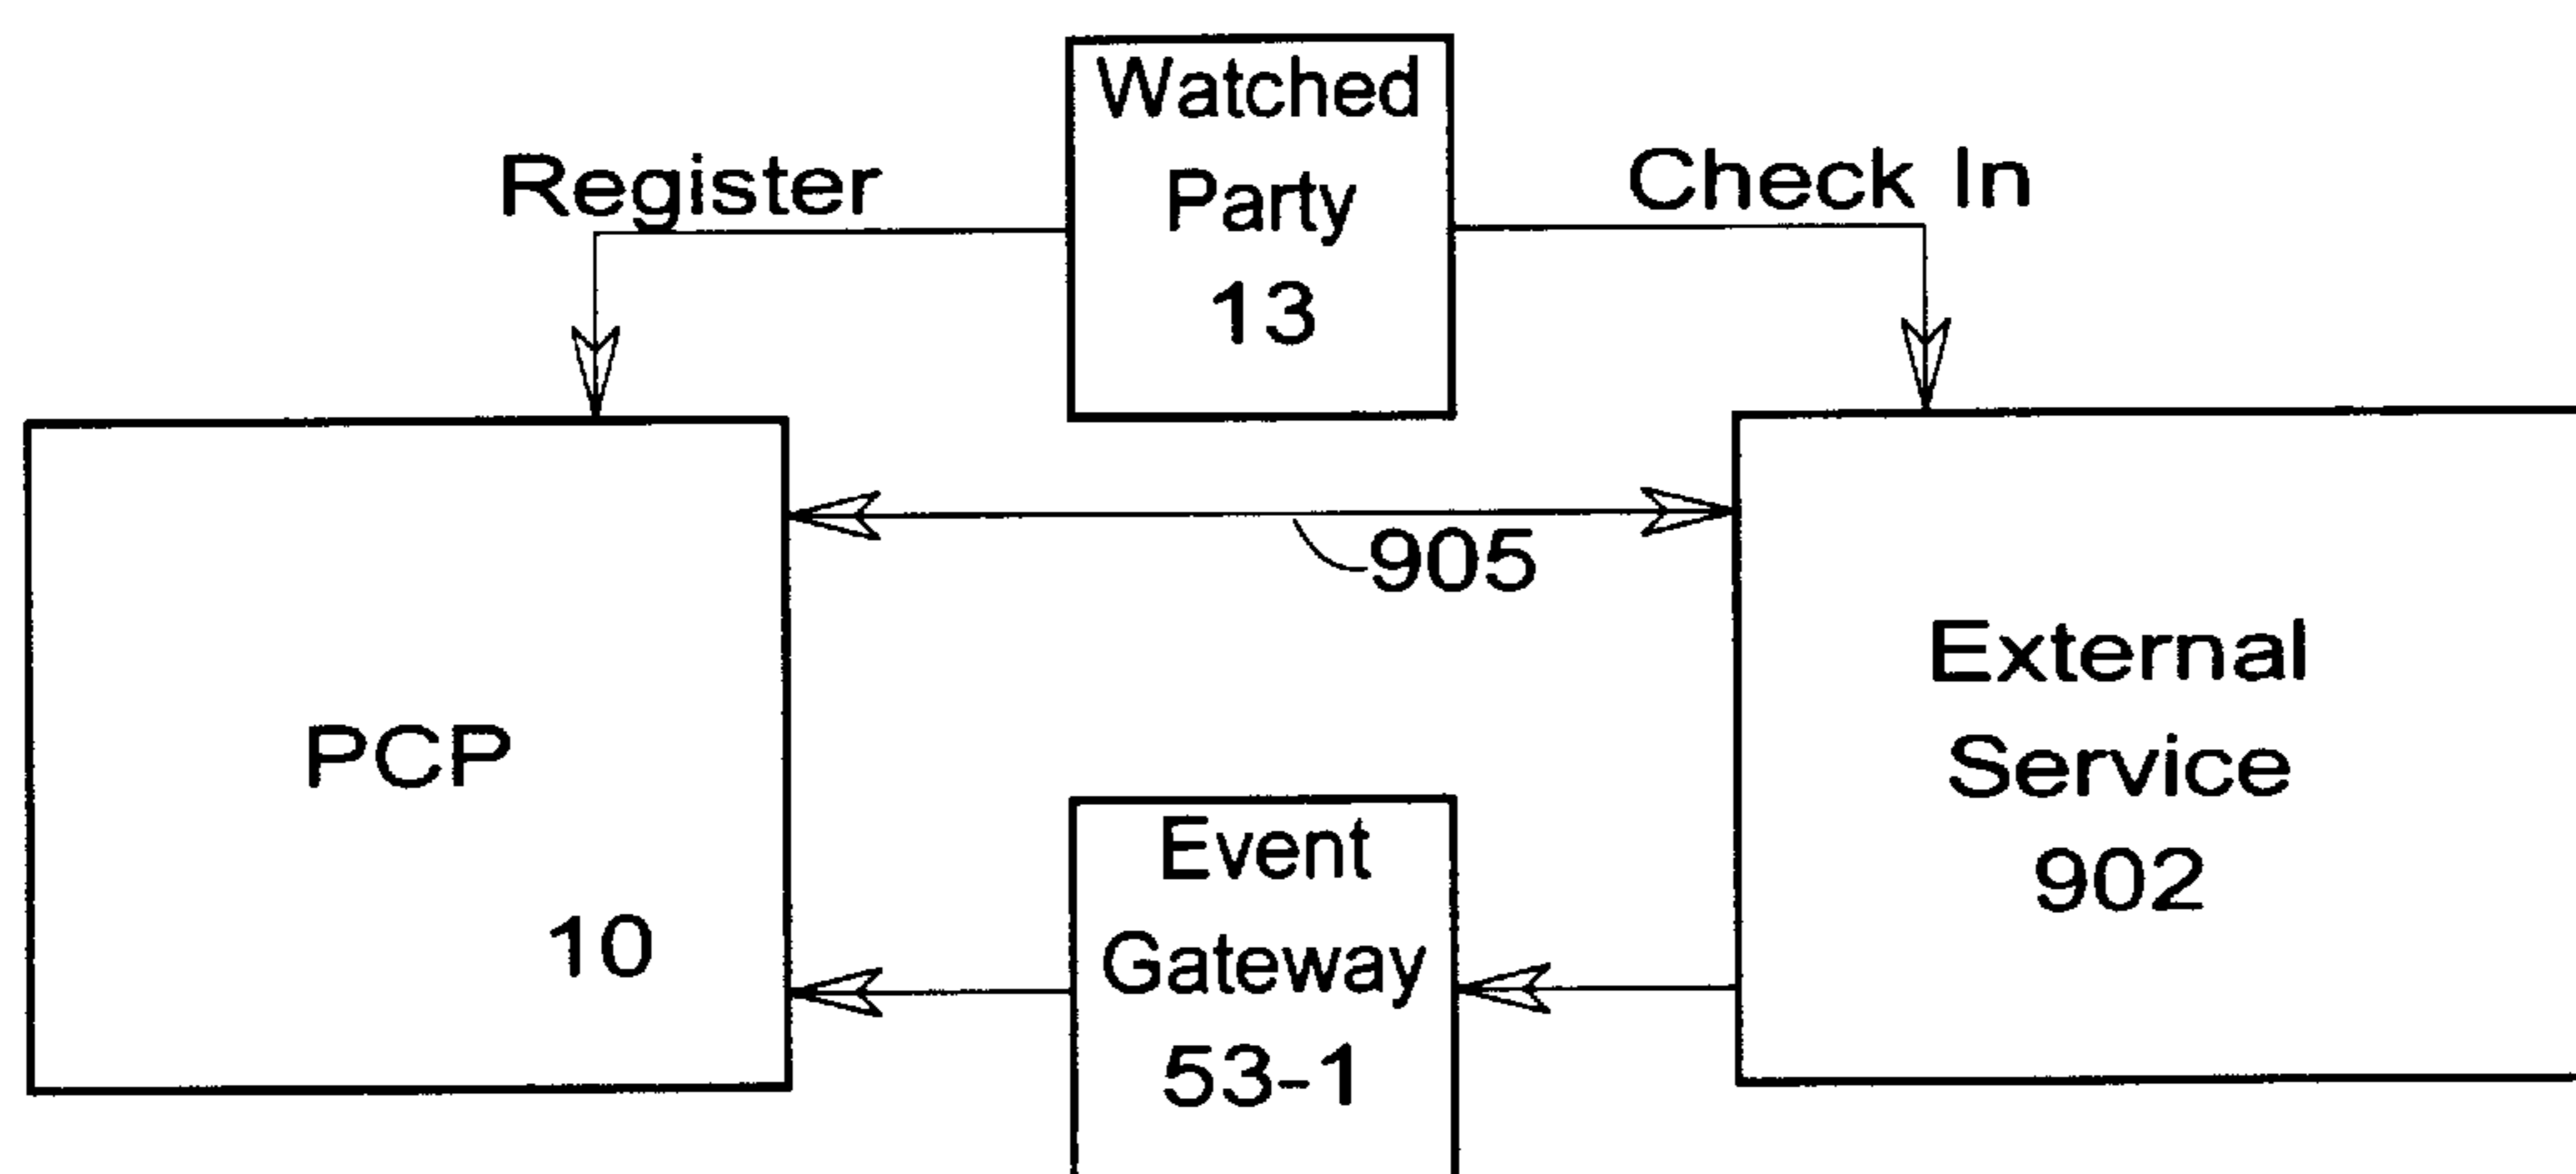 Watched
Party
13
Register
Check In
905
PCP
10
External
Service
902
Event
Gateway
53-1